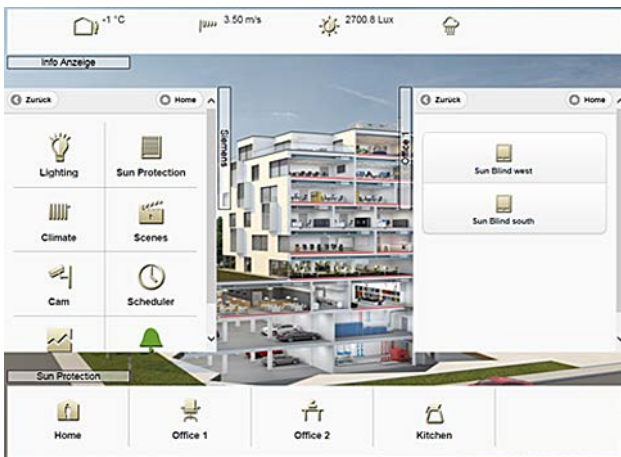 -1 °C
3.50 m/s
2700.8 Lux
Info Anzeige
Zurück
Home
Siemens
Office 1
Zurück
Home
Lighting
Sun Protection
Climate
Scenes
Cam
Scheduler
Sun Blind west
Sun Blind south
Sun Protection
Home
Office 1
Office 2
Kitchen